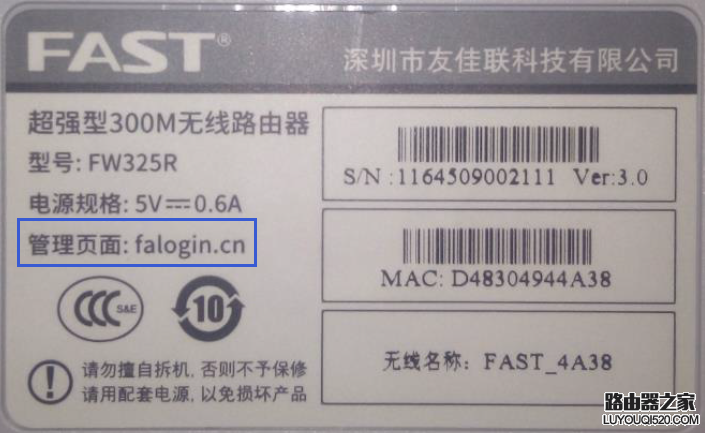 FAST®
深圳市友佳联科技有限公司
超强型300M无线路由器
型号: FW325R
电源规格: 5V⎓0.6A
管理页面: falogin.cn
S/N :1164509002111 Ver:3.0
MAC: D48304944A38
无线名称: FAST_4A38
CCC S&E
10
请勿擅自拆机, 否则不予保修
请用配套电源, 以免损坏产品
路由器之家
LUYOUQI520.COM